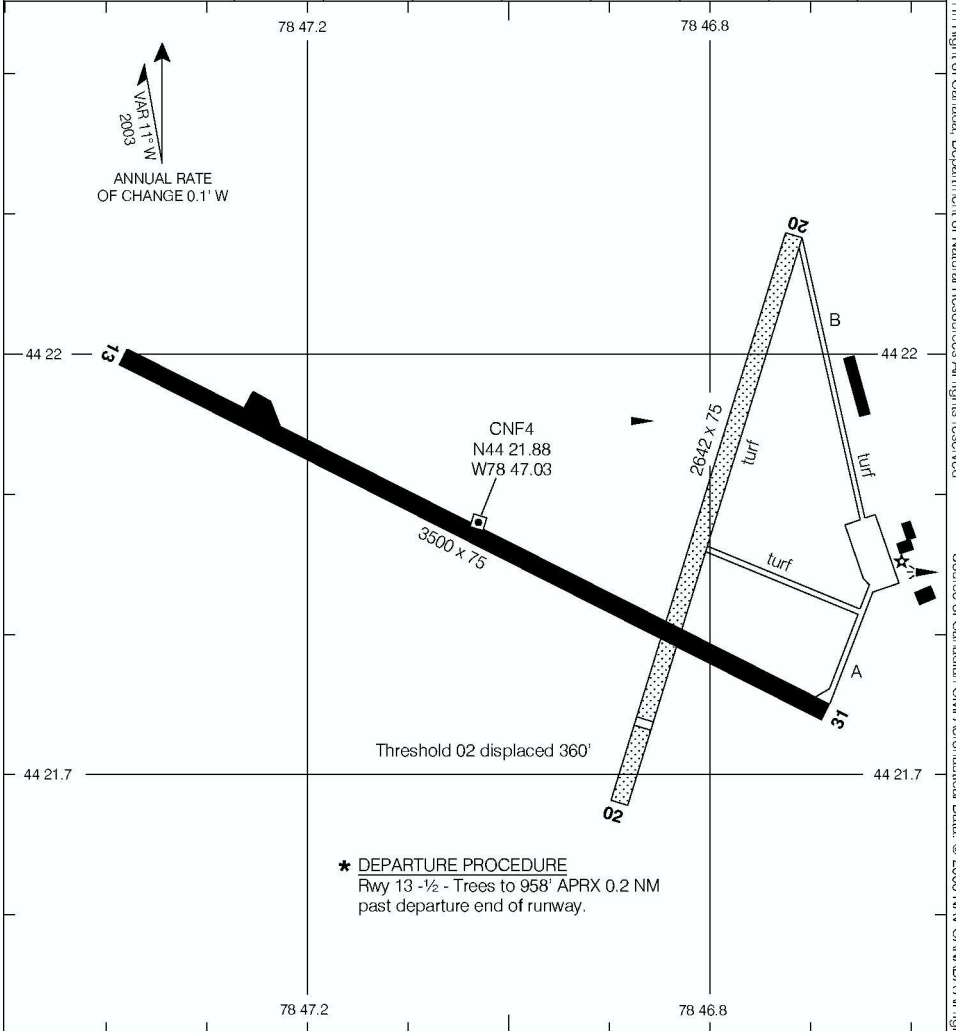 78 47.2
78 46.8
VAR 11° W
2003
ANNUAL RATE
OF CHANGE 0.1' W
20
B
13
44 22
44 22
CNF4
N44 21.88
W78 47.03
2642 x 75
turf
turf
3500 x 75
turf
A
31
Threshold 02 displaced 360'
44 21.7
44 21.7
02
* DEPARTURE PROCEDURE
Rwy 13 -½ - Trees to 958' APRX 0.2 NM
past departure end of runway.
78 47.2
78 46.8